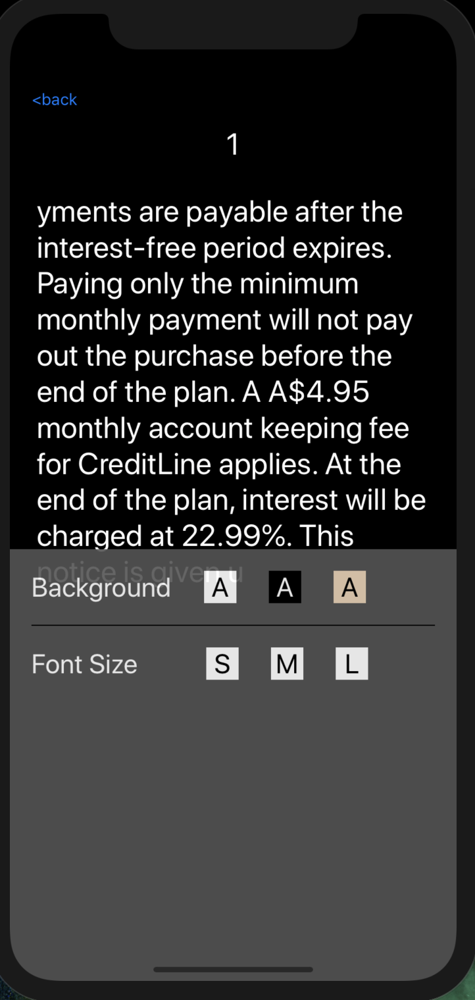 <back
1
yments are payable after the
interest-free period expires.
Paying only the minimum
monthly payment will not pay
out the purchase before the
end of the plan. A A$4.95
monthly account keeping fee
for CreditLine applies. At the
end of the plan, interest will be
charged at 22.99%. This
notice is given u
Background A A A
Font Size S M L